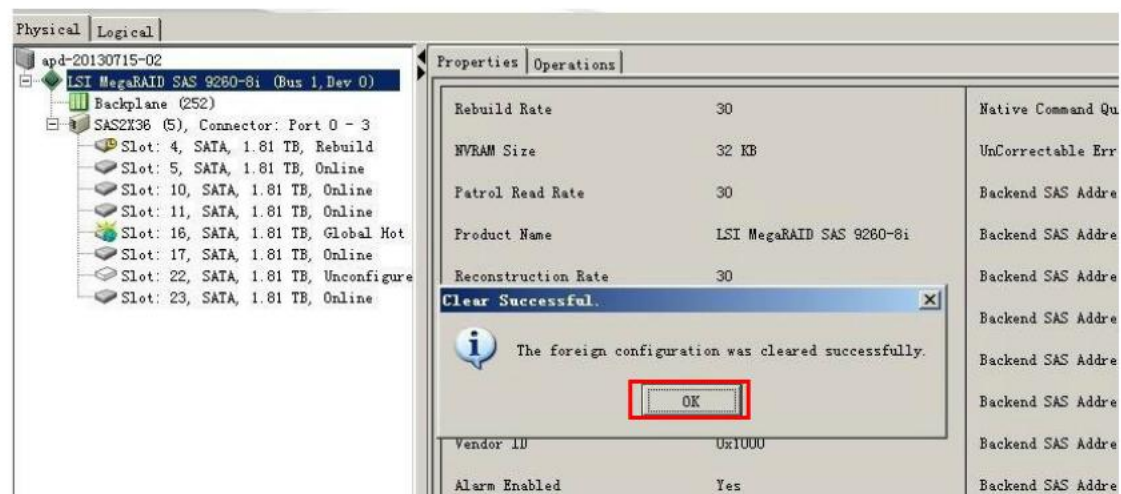 Physical Logical
apd-20130715-02
LSI MegaRAID SAS 9260-8i (Bus 1,Dev 0)
Backplane (252)
SAS2X36 (5), Connector: Port 0 - 3
Slot: 4, SATA, 1.81 TB, Rebuild
Slot: 5, SATA, 1.81 TB, Online
Slot: 10, SATA, 1.81 TB, Online
Slot: 11, SATA, 1.81 TB, Online
Slot: 16, SATA, 1.81 TB, Global Hot
Slot: 17, SATA, 1.81 TB, Online
Slot: 22, SATA, 1.81 TB, Unconfigure
Slot: 23, SATA, 1.81 TB, Online
Properties Operations
Rebuild Rate 30 Native Command Qu
NVRAM Size 32 KB UnCorrectable Err
Patrol Read Rate 30 Backend SAS Addre
Product Name LSI MegaRAID SAS 9260-8i Backend SAS Addre
Reconstruction Rate 30 Backend SAS Addre
Clear Successful.
Backend SAS Addre
The foreign configuration was cleared successfully.
Backend SAS Addre
OK
Backend SAS Addre
Vendor ID 0x1000 Backend SAS Addre
Alarm Enabled Yes Backend SAS Addre